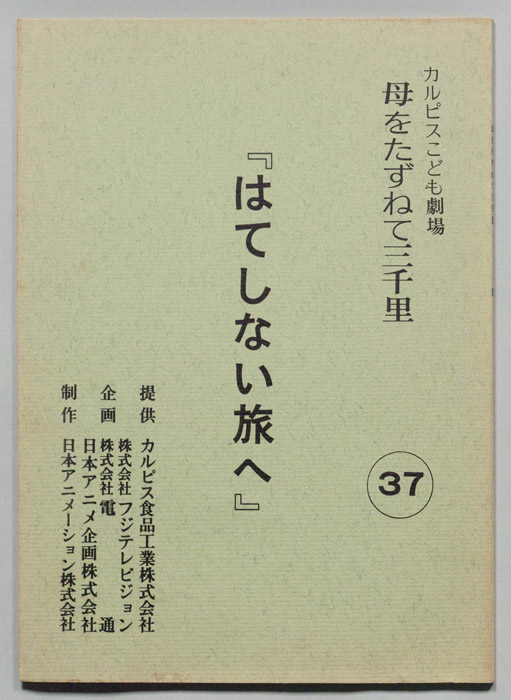 カルピスこども劇場
母をたずねて三千里
37
『はてしない旅へ』
提供 カルピス食品工業株式会社
株式会社フジテレビジョン
企画 株式会社電通
日本アニメ企画株式会社
制作 日本アニメーション株式会社